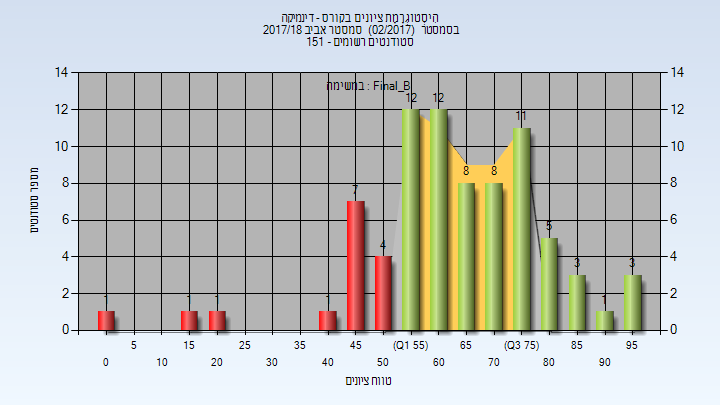 היסטוגרמת ציונים בקורס - דינמיקה
בסמסטר (02/2017) סמסטר אביב 2017/18
סטודנטים רשומים - 151
במשימה : Final_B
14 14
12 12
10 10
8 8
6 6
4 4
2 2
0 0
מספר סטודנטים
1 1 1 1 7 4 12 12 8 8 11 5 3 1 3
5 15 25 35 45 (Q1 55) 65 (Q3 75) 85 95
0 10 20 30 40 50 60 70 80 90
טווח ציונים